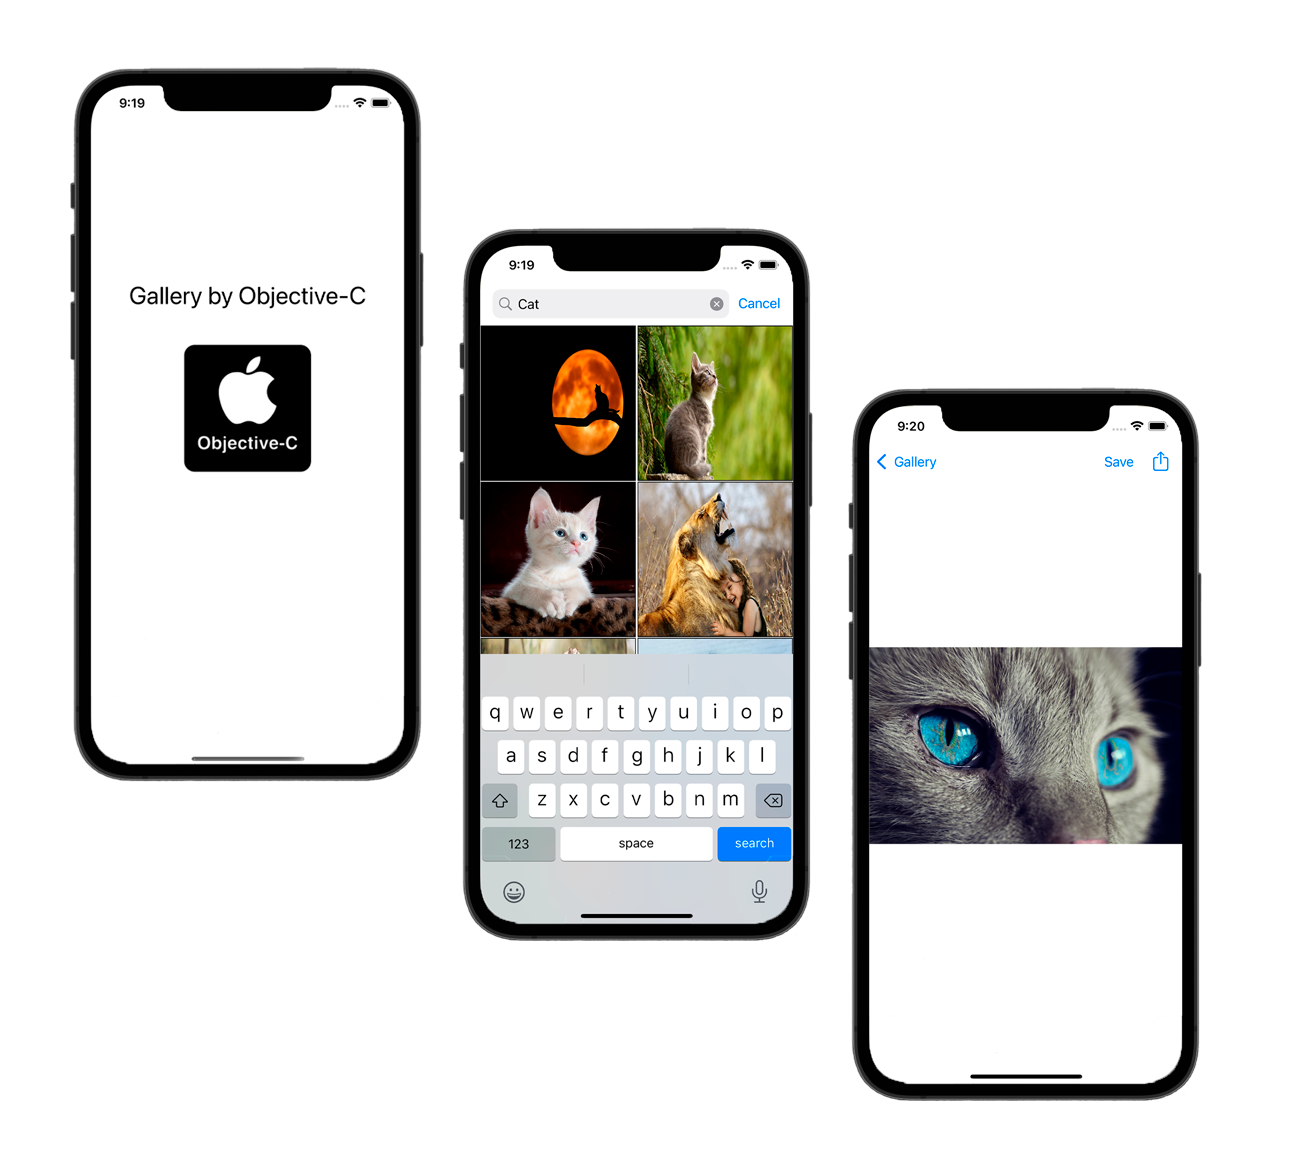 9:19
Gallery by Objective-C
Objective-C
9:19
Cat
Cancel
q w e r t y u i o p
a s d f g h j k l
z x c v b n m
123 space search
9:20
Gallery Save